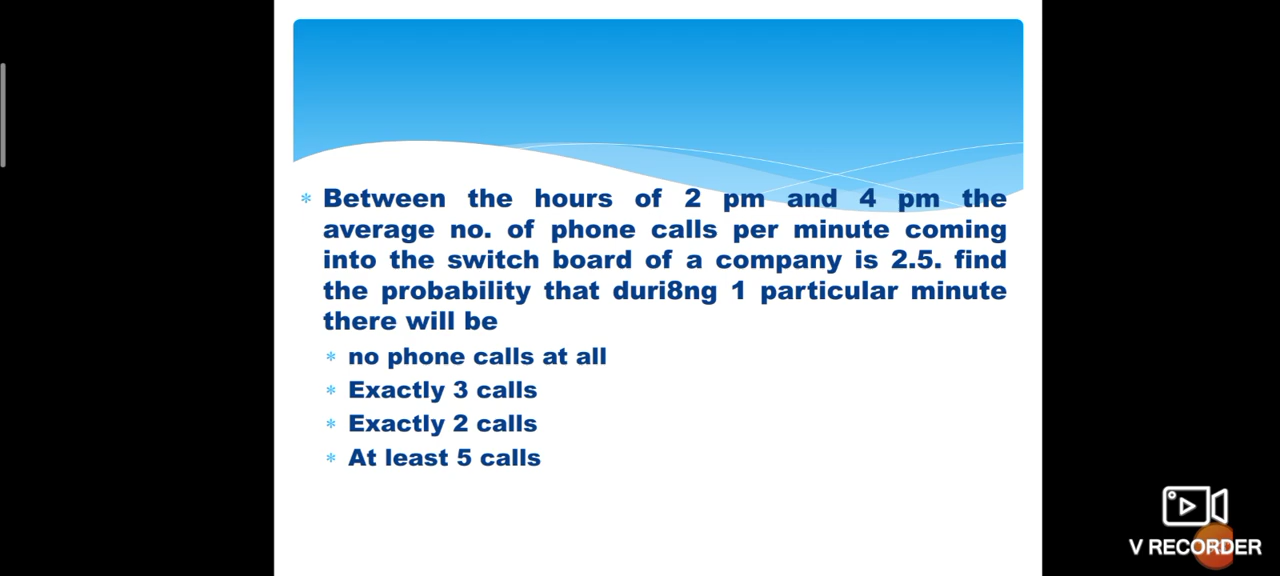 * Between the hours of 2 pm and 4 pm the
average no. of phone calls per minute coming
into the switch board of a company is 2.5. find
the probability that duri8ng 1 particular minute
there will be
* no phone calls at all
* Exactly 3 calls
* Exactly 2 calls
* At least 5 calls
V RECORDER